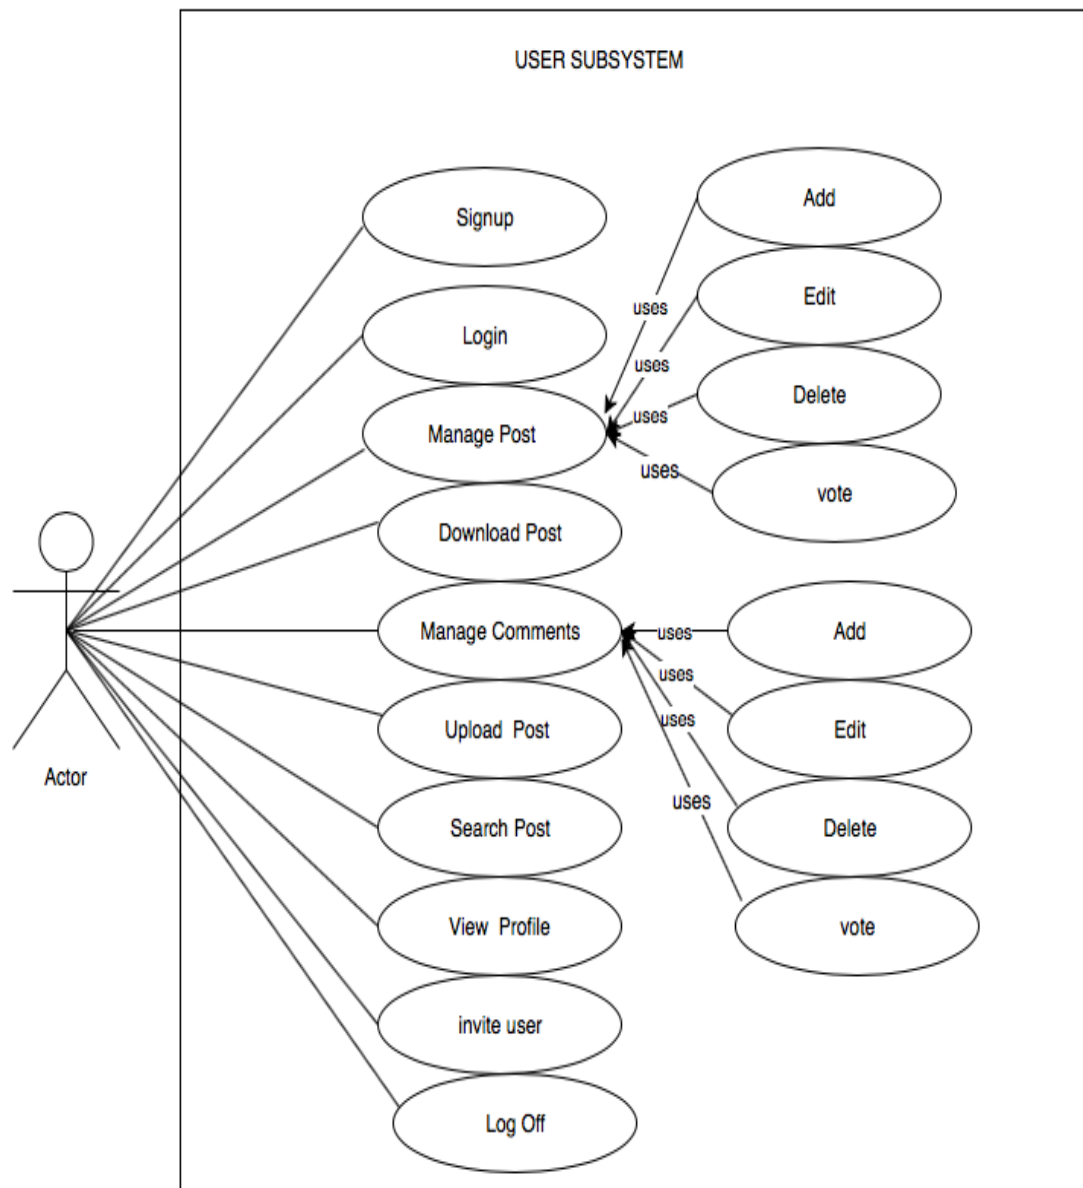 USER SUBSYSTEM
Signup
Add
uses
Edit
Login
uses
Delete
uses
Manage Post
uses
vote
Download Post
Manage Comments
uses
Add
uses
Edit
uses
Upload  Post
uses
Delete
Search Post
View  Profile
vote
invite user
Log Off
Actor